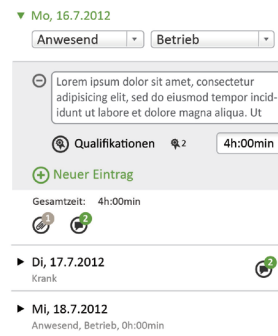 Mo, 16.7.2012
Anwesend Betrieb
Lorem ipsum dolor sit amet, consectetur
adipisicing elit, sed do eiusmod tempor incid-
idunt ut labore et dolore magna aliqua. Ut
Qualifikationen 2 4h:00min
Neuer Eintrag
Gesamtzeit: 4h:00min
1 2
Di, 17.7.2012 2
Krank
Mi, 18.7.2012
Anwesend, Betrieb, 0h:00min